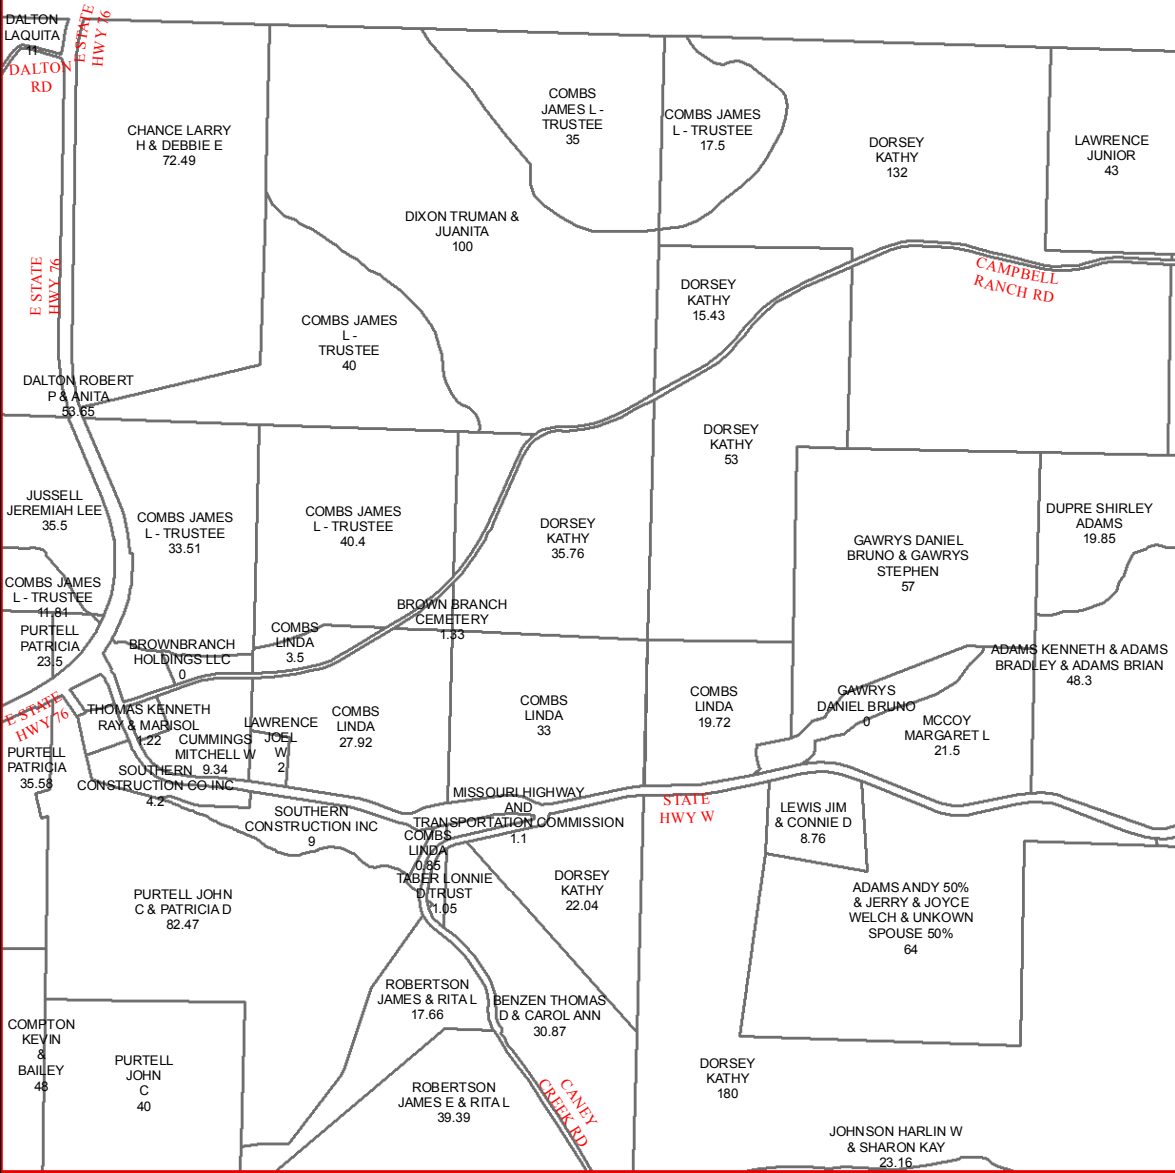 DALTON
LAQUITA
11
E STATE
HWY 76
DALTON
RD
CHANCE LARRY
H & DEBBIE E
72.49
COMBS
JAMES L -
TRUSTEE
35
COMBS JAMES
L - TRUSTEE
17.5
DORSEY
KATHY
132
LAWRENCE
JUNIOR
43
DIXON TRUMAN &
JUANITA
100
E STATE
HWY 76
COMBS JAMES
L -
TRUSTEE
40
DORSEY
KATHY
15.43
CAMPBELL
RANCH RD
DALTON ROBERT
P & ANITA
53.65
DORSEY
KATHY
53
JUSSELL
JEREMIAH LEE
35.5
COMBS JAMES
L - TRUSTEE
33.51
COMBS JAMES
L - TRUSTEE
40.4
DORSEY
KATHY
35.76
GAWRYS DANIEL
BRUNO & GAWRYS
STEPHEN
57
DUPRE SHIRLEY
ADAMS
19.85
COMBS JAMES
L - TRUSTEE
11.81
PURTELL
PATRICIA
23.5
BROWNBRANCH
HOLDINGS LLC
0
COMBS
LINDA
3.5
BROWN BRANCH
CEMETERY
1.33
ADAMS KENNETH & ADAMS
BRADLEY & ADAMS BRIAN
48.3
E STATE
HWY 76
THOMAS KENNETH
RAY & MARISOL
1.22
CUMMINGS
MITCHELL W
9.34
LAWRENCE
JOEL
W
2
COMBS
LINDA
27.92
COMBS
LINDA
33
COMBS
LINDA
19.72
GAWRYS
DANIEL BRUNO
0
MCCOY
MARGARET L
21.5
PURTELL
PATRICIA
35.58
SOUTHERN
CONSTRUCTION CO INC
4.2
SOUTHERN
CONSTRUCTION INC
9
MISSOURI HIGHWAY
AND
TRANSPORTATION COMMISSION
1.1
STATE
HWY W
LEWIS JIM
& CONNIE D
8.76
COMBS
LINDA
0.85
TABER LONNIE
D TRUST
1.05
DORSEY
KATHY
22.04
PURTELL JOHN
C & PATRICIA D
82.47
ADAMS ANDY 50%
& JERRY & JOYCE
WELCH & UNKOWN
SPOUSE 50%
64
ROBERTSON
JAMES & RITA L
17.66
BENZEN THOMAS
D & CAROL ANN
30.87
COMPTON
KEVIN
&
BAILEY
48
PURTELL
JOHN
C
40
ROBERTSON
JAMES E & RITA L
39.39
CANEY
CREEK RD
DORSEY
KATHY
180
JOHNSON HARLIN W
& SHARON KAY
23.16